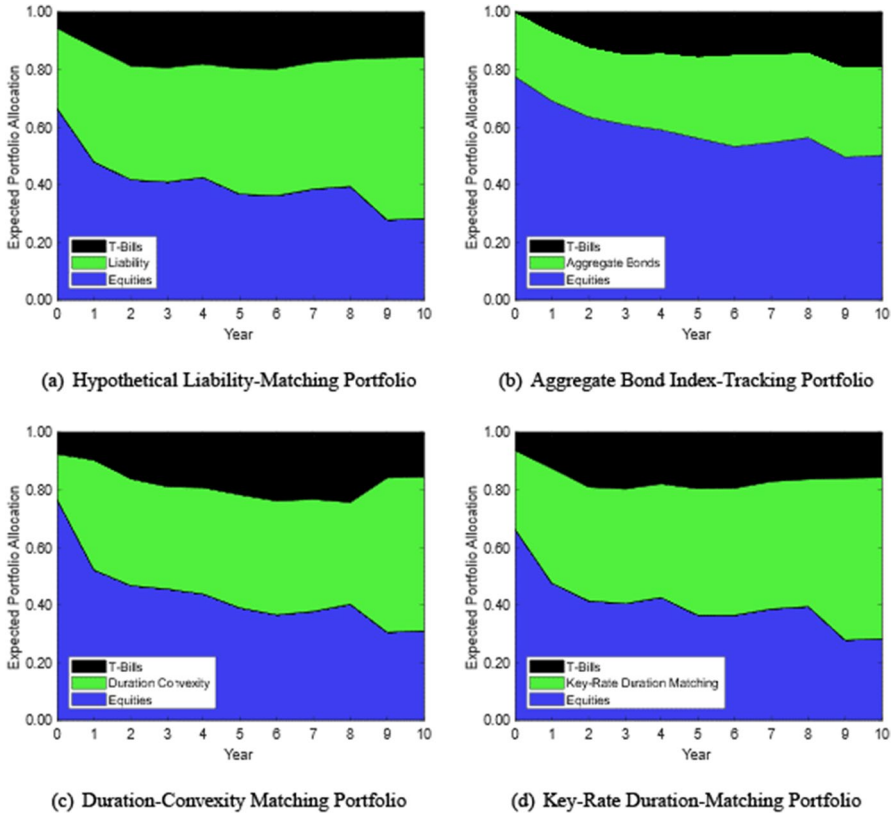 Expected Portfolio Allocation
1.00
0.80
0.60
0.40
0.20
0.00
T-Bills
Liability
Equities
0 1 2 3 4 5 6 7 8 9 10
Year
(a) Hypothetical Liability-Matching Portfolio
Expected Portfolio Allocation
1.00
0.80
0.60
0.40
0.20
0.00
T-Bills
Aggregate Bonds
Equities
0 1 2 3 4 5 6 7 8 9 10
Year
(b) Aggregate Bond Index-Tracking Portfolio
Expected Portfolio Allocation
1.00
0.80
0.60
0.40
0.20
0.00
T-Bills
Duration Convexity
Equities
0 1 2 3 4 5 6 7 8 9 10
Year
(c) Duration-Convexity Matching Portfolio
Expected Portfolio Allocation
1.00
0.80
0.60
0.40
0.20
0.00
T-Bills
Key-Rate Duration Matching
Equities
0 1 2 3 4 5 6 7 8 9 10
Year
(d) Key-Rate Duration-Matching Portfolio